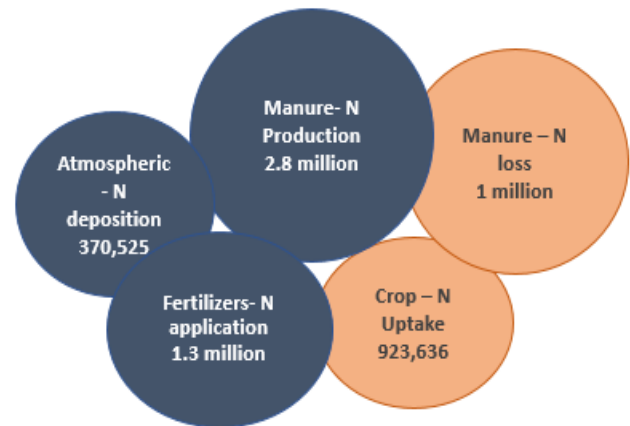 Manure- N
Production
2.8 million
Manure – N
loss
1 million
Atmospheric
- N
deposition
370,525
Fertilizers- N
application
1.3 million
Crop – N
Uptake
923,636